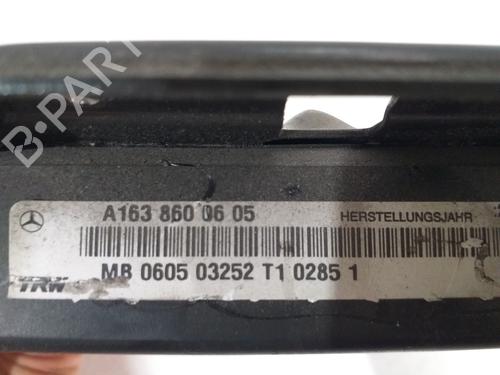 B-PART
A163 860 06 05
HERSTELLUNGSJAHR
MB 0605 03252 T1 0285 1
TRW